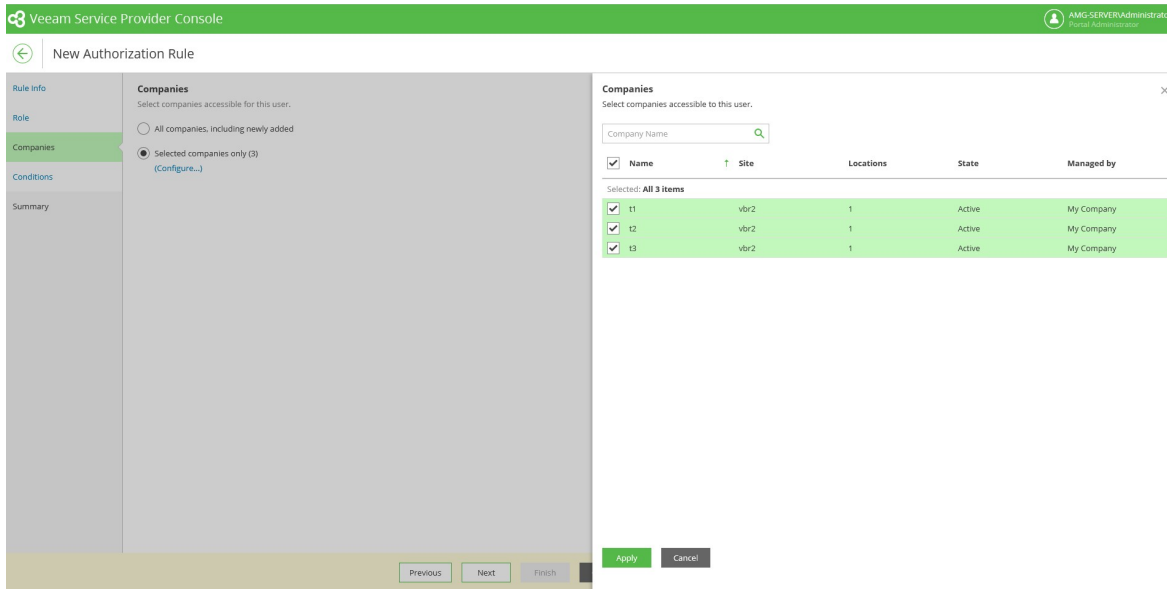 Veeam Service Provider Console
AMG-SERVER\Administrato
Portal Administrator
New Authorization Rule
Rule Info
Role
Companies
Conditions
Summary
Companies
Select companies accessible for this user.
All companies, including newly added
Selected companies only (3)
(Configure...)
Previous Next Finish
Companies
Select companies accessible to this user.
Company Name
Name ↑ Site Locations State Managed by
Selected: All 3 items
t1 vbr2 1 Active My Company
t2 vbr2 1 Active My Company
t3 vbr2 1 Active My Company
Apply Cancel